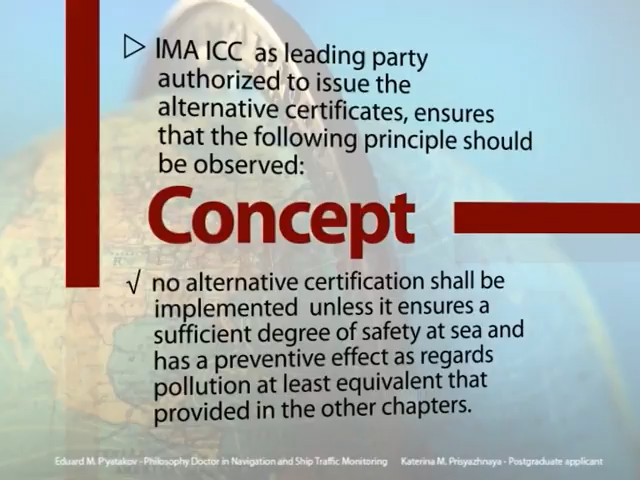 ▷ IMA ICC as leading party
authorized to issue the
alternative certificates, ensures
that the following principle should
be observed:
Concept
√ no alternative certification shall be
implemented unless it ensures a
sufficient degree of safety at sea and
has a preventive effect as regards
pollution at least equivalent that
provided in the other chapters.
Eduard M. P'yatakov - Philosophy Doctor in Navigation and Ship Traffic Monitoring Katerina M. Prisyazhnaya - Postgraduate applicant